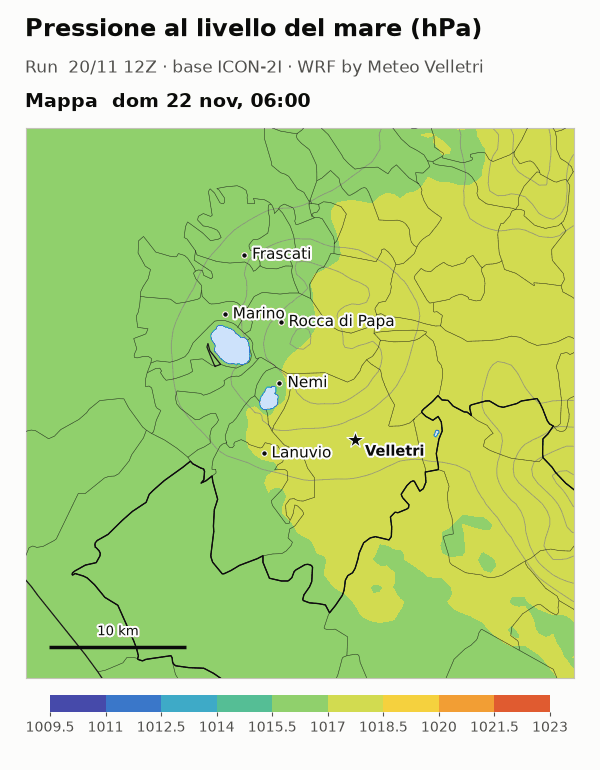 Pressione al livello del mare (hPa)
Run  20/11 12Z · base ICON-2I · WRF by Meteo Velletri
Mappa  dom 22 nov, 06:00
Frascati
Marino
Rocca di Papa
Nemi
Velletri
Lanuvio
10 km
1009.5 1011 1012.5 1014 1015.5 1017 1018.5 1020 1021.5 1023